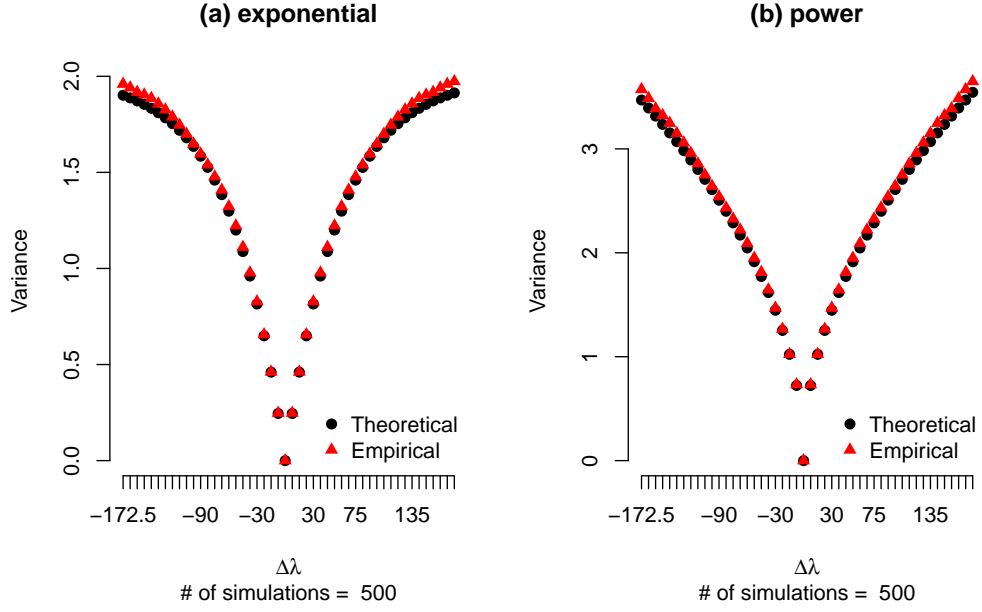 (a) exponential
Variance
2.0
1.5
1.0
0.5
0.0
Theoretical
Empirical
−172.5 −90 −30 30 75 135
Δλ
# of simulations = 500
(b) power
Variance
3
2
1
0
Theoretical
Empirical
−172.5 −90 −30 30 75 135
Δλ
# of simulations = 500